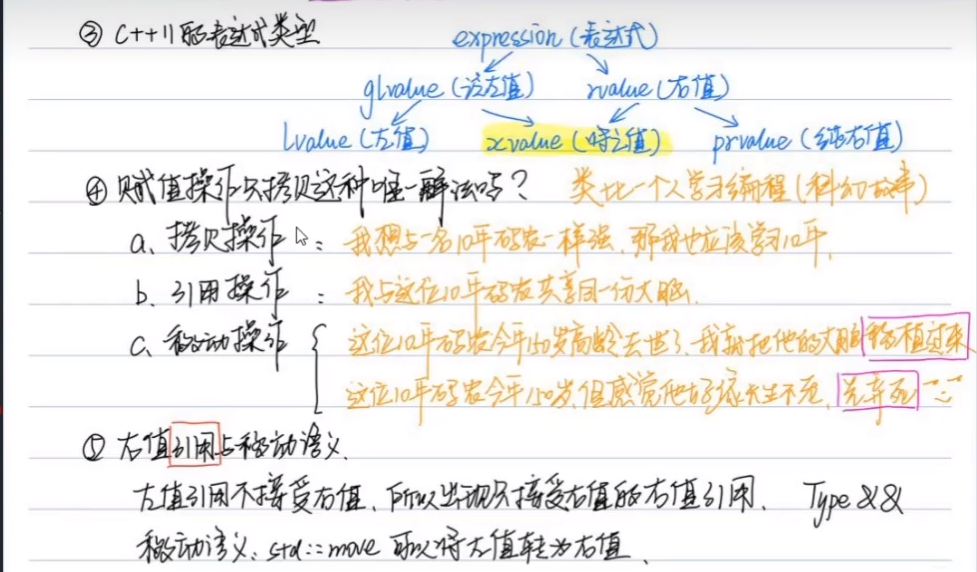 ③ C++11的表达式类型
expression (表达式)
glvalue (泛左值) rvalue (右值)
lvalue (左值) xvalue (将亡值) prvalue (纯右值)
④ 赋值操作只拷贝这种唯一解法吗? 类比一个人学习编程 (科幻故事)
a、拷贝操作 : 我想与一名10年码农一样强，那我也应该学习10年.
b、引用操作 : 我与这位10年码农共享同一份大脑.
c、移动操作 { 这位10年码农今年150岁高龄去世了，我就把他的大脑移植过来
这位10年码农今年150岁,但感觉他好像长生不死，
⑤ 右值引用与移动语义.
左值引用不接受右值，所以出现只接受右值的右值引用. Type &&
移动语义: std::move 可以将左值转为右值.